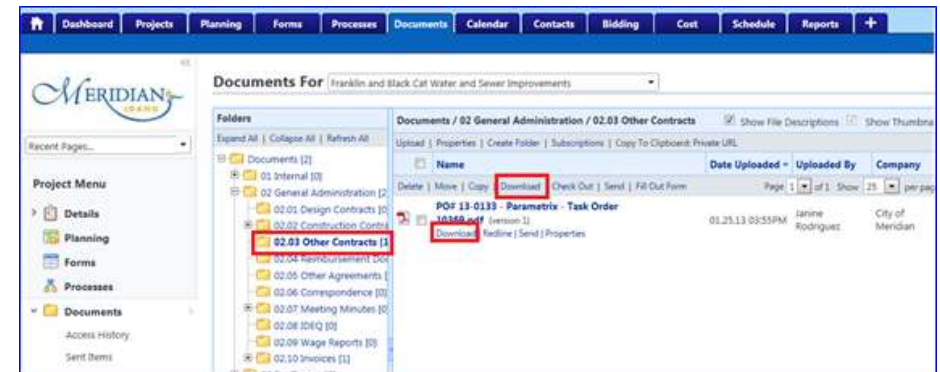 Dashboard Projects Planning Forms Processes Documents Calendar Contacts Bidding Cost Schedule Reports +
MERIDIAN
IDAHO
Documents For Franklin and Black Cat Water and Sewer Improvements
Recent Pages...
Project Menu
Details
Planning
Forms
Processes
Documents
Access History
Sent Items
Folders
Expand All | Collapse All | Refresh All
Documents [2]
01 Internal [0]
02 General Administration [2
02.01 Design Contracts [0
02.02 Construction Contra
02.03 Other Contracts [1
02.04 Reimbursement Doc
02.05 Other Agreements [
02.06 Correspondence [0]
02.07 Meeting Minutes [0
02.08 IDEQ [0]
02.09 Wage Reports [0]
02.10 Invoices [1]
Documents / 02 General Administration / 02.03 Other Contracts Show File Descriptions Show Thumbna
Upload | Properties | Create Folder | Subscriptions | Copy To Clipboard: Private URL
Name Date Uploaded Uploaded By Company
Delete | Move | Copy | Download | Check Out | Send | Fill Out Form Page 1 of 1 Show 25 per pag
PO# 13-0133 - Parametrix - Task Order
10369.pdf (version 1)
Download | Redline | Send | Properties
01.25.13 03:55PM
Janine
Rodriguez
City of
Meridian